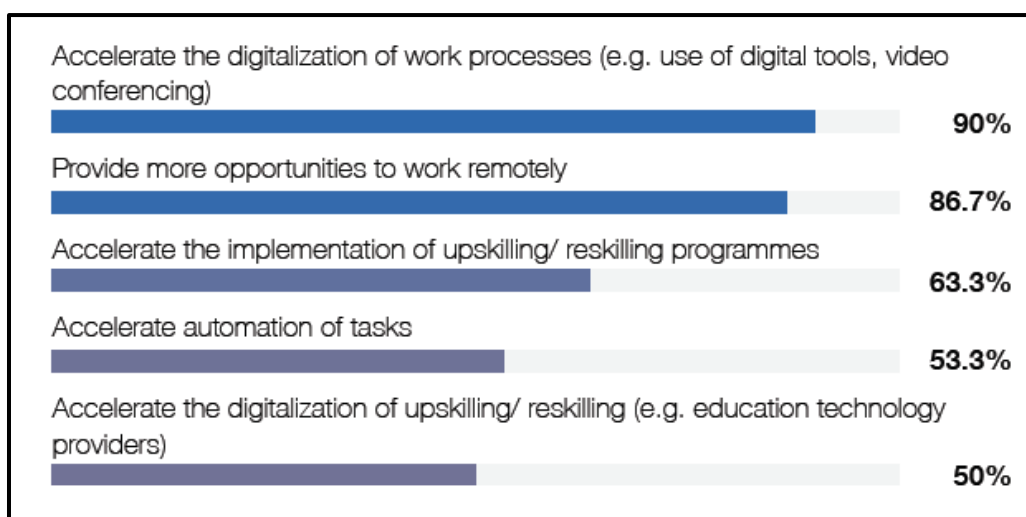 Accelerate the digitalization of work processes (e.g. use of digital tools, video
conferencing)
90%
Provide more opportunities to work remotely
86.7%
Accelerate the implementation of upskilling/ reskilling programmes
63.3%
Accelerate automation of tasks
53.3%
Accelerate the digitalization of upskilling/ reskilling (e.g. education technology
providers)
50%